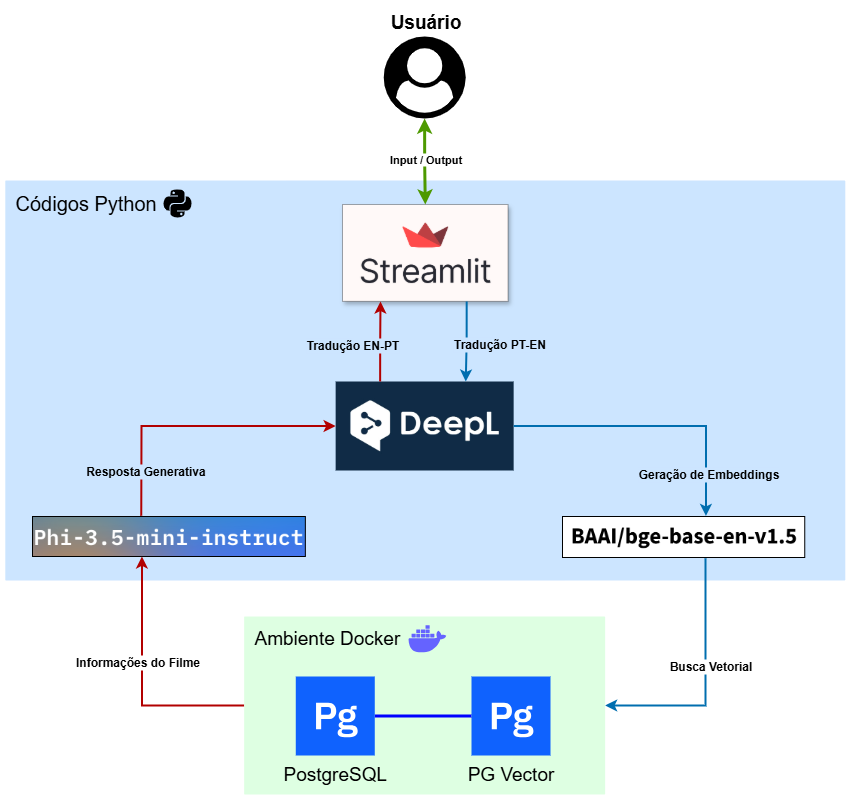 Usuário
Input / Output
Códigos Python
Streamlit
Tradução EN-PT
Tradução PT-EN
DeepL
Resposta Generativa
Geração de Embeddings
Phi-3.5-mini-instruct
BAAI/bge-base-en-v1.5
Ambiente Docker
Informações do Filme
Busca Vetorial
Pg
Pg
PostgreSQL
PG Vector